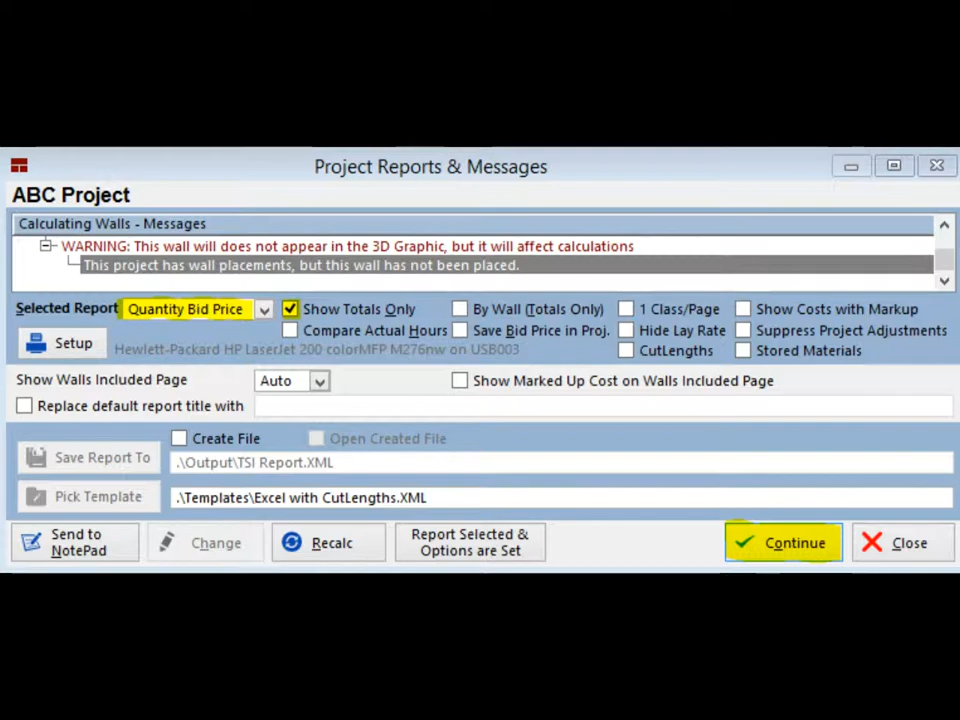 Project Reports & Messages
ABC Project
Calculating Walls - Messages
WARNING: This wall will does not appear in the 3D Graphic, but it will affect calculations
This project has wall placements, but this wall has not been placed.
Selected Report Quantity Bid Price Show Totals Only By Wall (Totals Only) 1 Class/Page Show Costs with Markup
Compare Actual Hours Save Bid Price in Proj. Hide Lay Rate Suppress Project Adjustments
Setup Hewlett-Packard HP LaserJet 200 colorMFP M276nw on USB003 CutLengths Stored Materials
Show Walls Included Page Auto Show Marked Up Cost on Walls Included Page
Replace default report title with
Create File Open Created File
Save Report To .\Output\TSI Report.XML
Pick Template .\Templates\Excel with CutLengths.XML
Send to NotePad Change Recalc Report Selected & Options are Set Continue Close